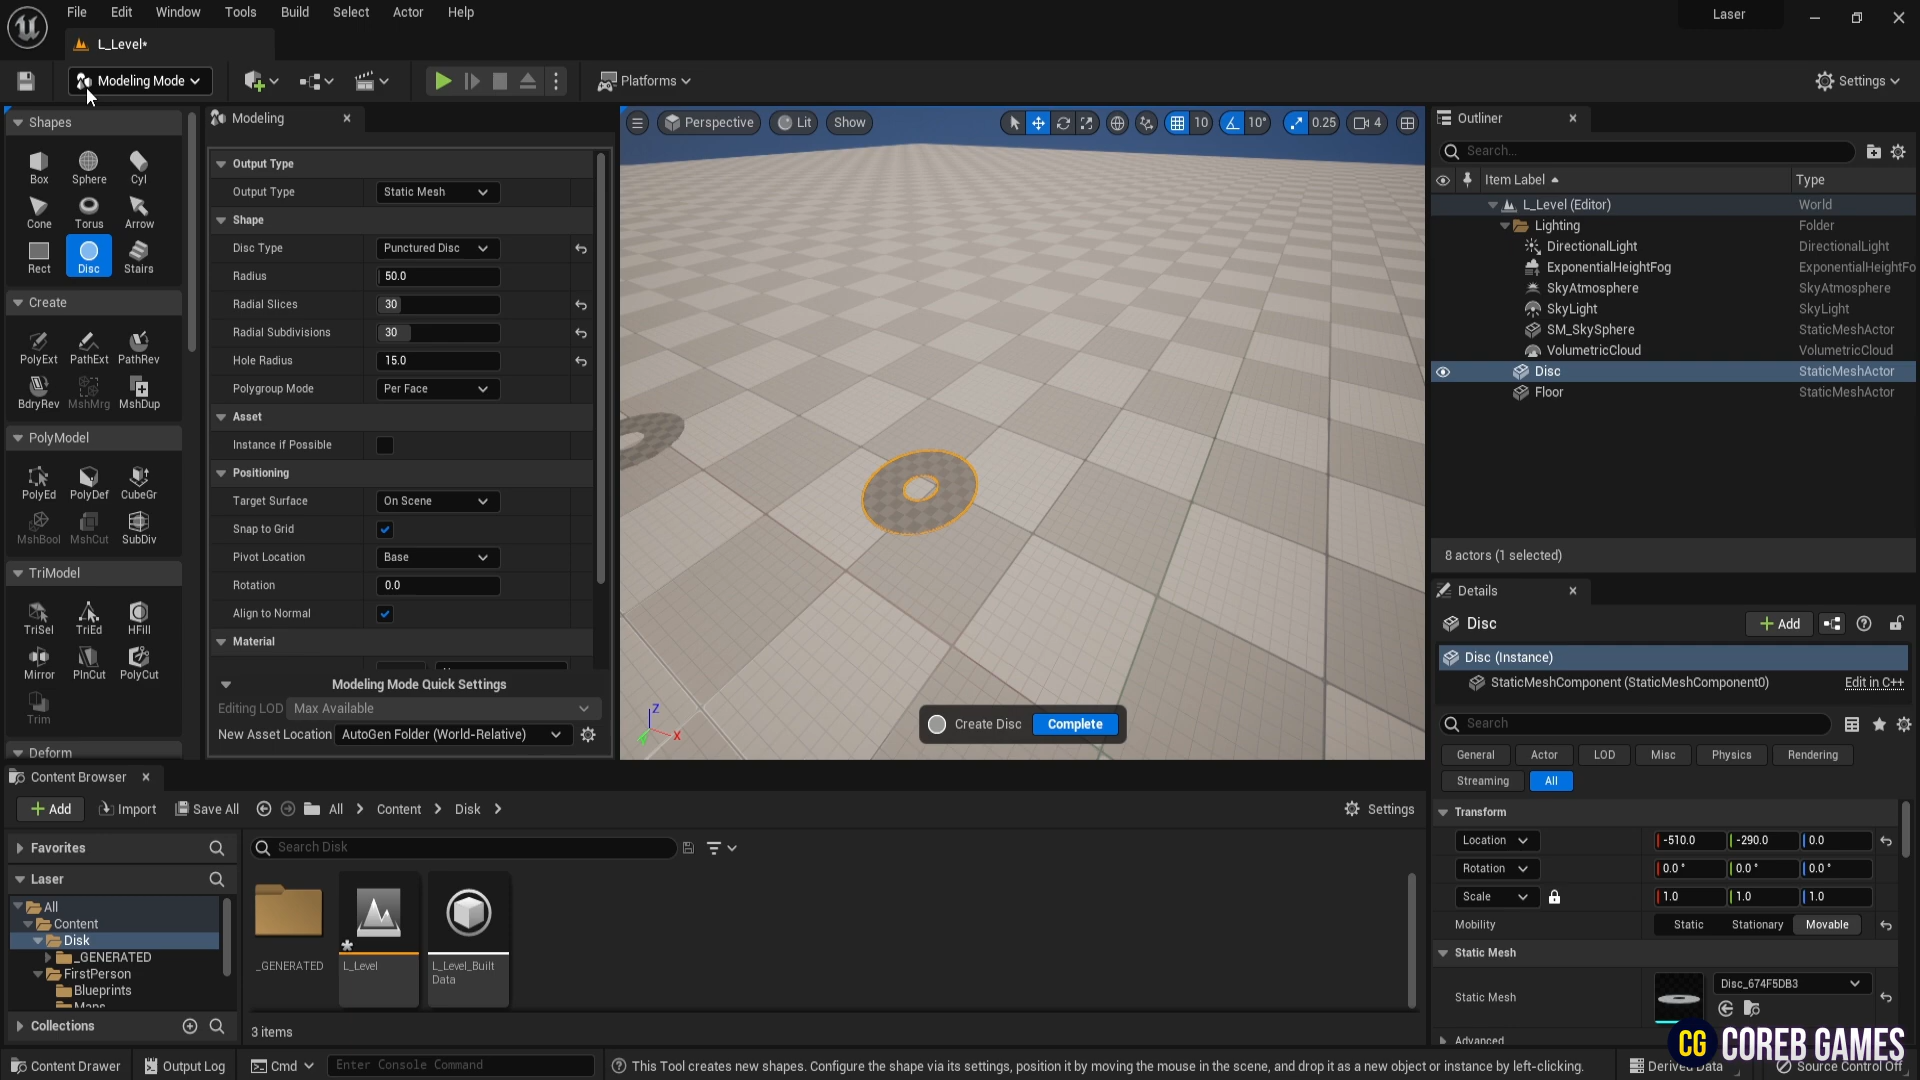 File Edit Window Tools Build Select Actor Help
Laser
L_Level*
Modeling Mode
Platforms
Settings
Shapes
Box Sphere Cyl
Cone Torus Arrow
Rect Disc Stairs
Create
PolyExt PathExt PathRev
BdryRev MshMrg MshDup
PolyModel
PolyEd PolyDef CubeGr
MshBool MshCut SubDiv
TriModel
TriSel TriEd HFill
Mirror PlnCut PolyCut
Trim
Deform
Modeling
Output Type
Output Type Static Mesh
Shape
Disc Type Punctured Disc
Radius 50.0
Radial Slices 30
Radial Subdivisions 30
Hole Radius 15.0
Polygroup Mode Per Face
Asset
Instance if Possible
Positioning
Target Surface On Scene
Snap to Grid
Pivot Location Base
Rotation 0.0
Align to Normal
Material
Modeling Mode Quick Settings
Editing LOD Max Available
New Asset Location AutoGen Folder (World-Relative)
Perspective Lit Show 10 10° 0.25 4
Z
X
Create Disc Complete
Outliner
Search...
Item Label Type
L_Level (Editor) World
Lighting Folder
DirectionalLight DirectionalLight
ExponentialHeightFog ExponentialHeightFo
SkyAtmosphere SkyAtmosphere
SkyLight SkyLight
SM_SkySphere StaticMeshActor
VolumetricCloud VolumetricCloud
Disc StaticMeshActor
Floor StaticMeshActor
8 actors (1 selected)
Details
Disc
+ Add
Disc (Instance)
StaticMeshComponent (StaticMeshComponent0) Edit in C++
Search
General Actor LOD Misc Physics Rendering
Streaming All
Transform
Location -510.0 -290.0 0.0
Rotation 0.0° 0.0° 0.0°
Scale 1.0 1.0 1.0
Mobility Static Stationary Movable
Static Mesh
Static Mesh Disc_674F5DB3
Advanced
Content Browser
+ Add Import Save All All > Content > Disk >
Settings
Favorites
Laser
All
Content
Disk
_GENERATED
FirstPerson
Blueprints
Maps
Collections
Search Disk
_GENERATED
L_Level
L_Level_Built
Data
3 items
Content Drawer Output Log Cmd Enter Console Command
This Tool creates new shapes. Configure the shape via its settings, position it by moving the mouse in the scene, and drop it as a new object or instance by left-clicking.
Derived Data Source Control Off
CG COREB GAMES